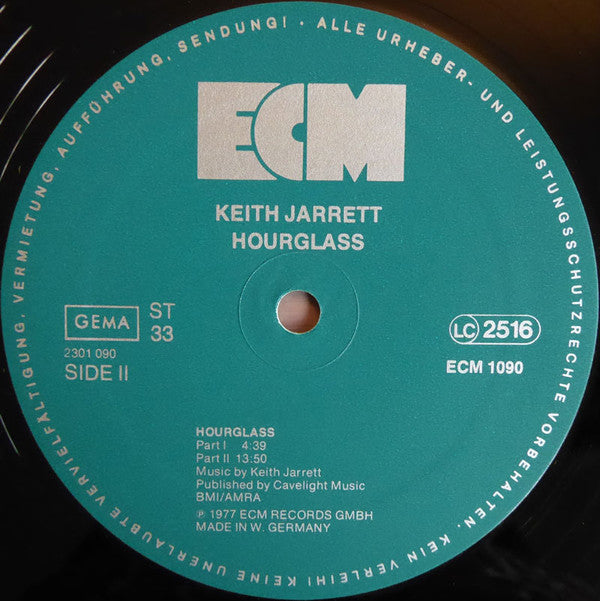 ALLE URHEBER- UND LEISTUNGSSCHUTZRECHTE VORBEHALTEN. KEIN VERLEIH! KEINE UNERLAUBTE VERVIELFÄLTIGUNG, VERMIETUNG, AUFFÜHRUNG, SENDUNG! •
ECM
KEITH JARRETT
HOURGLASS
GEMA
ST
33
2301 090
SIDE II
LC 2516
ECM 1090
HOURGLASS
Part I 4:39
Part II 13:50
Music by Keith Jarrett
Published by Cavelight Music
BMI/AMRA
℗ 1977 ECM RECORDS GMBH
MADE IN W. GERMANY